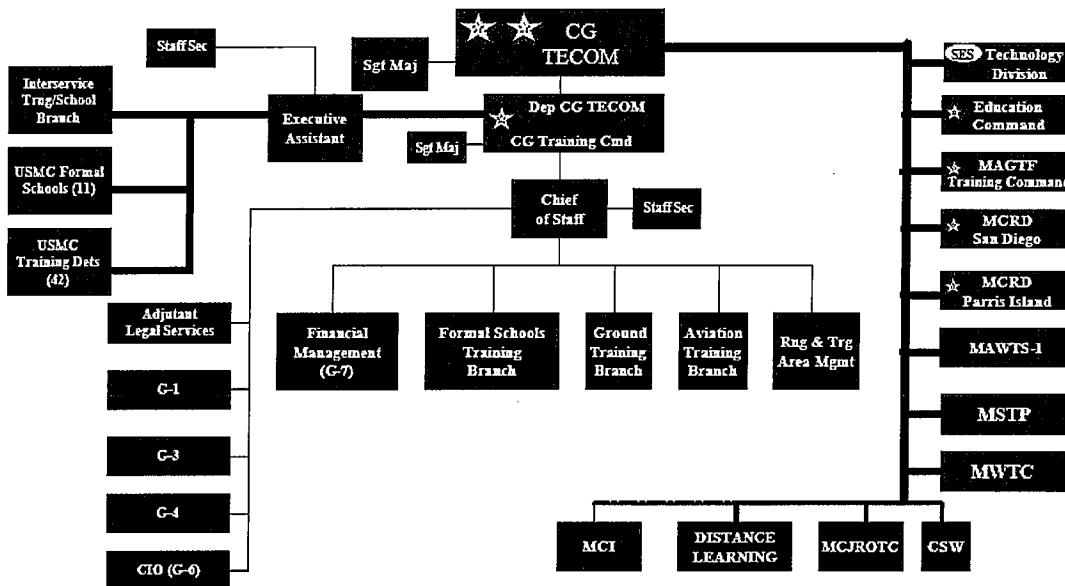 CG
TECOM
Staff Sec
Sgt Maj
SES Technology
Division
Interservice
Trng/School
Branch
Executive
Assistant
Dep CG TECOM
CG Training Cmd
Education
Command
Sgt Maj
USMC Formal
Schools (11)
MAGTF
Training Command
Chief
of Staff
Staff Sec
MCRD
San Diego
USMC
Training Dets
(42)
MCRD
Parris Island
Adjutant
Legal Services
Financial
Management
(G-7)
Formal Schools
Training
Branch
Ground
Training
Branch
Aviation
Training
Branch
Rng & Trg
Area Mgmt
MAWTS-1
G-1
MSTP
G-3
MWTC
G-4
MCI
DISTANCE
LEARNING
MCJROTC
CSW
CIO (G-6)